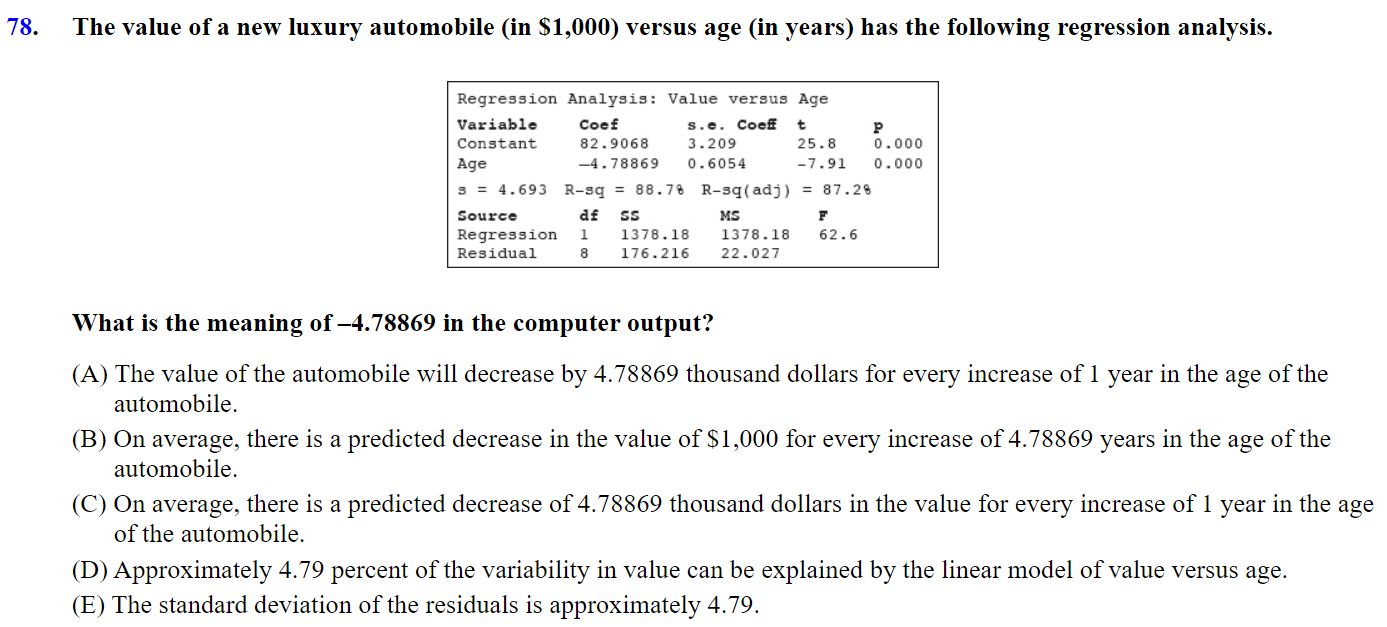 78. The value of a new luxury automobile (in $1,000) versus age (in years) has the following regression analysis.
Regression Analysis: Value versus Age
Variable Coef s.e. Coeff t p
Constant 82.9068 3.209 25.8 0.000
Age –4.78869 0.6054 –7.91 0.000
s = 4.693 R–sq = 88.7% R–sq(adj) = 87.2%
Source df SS MS F
Regression 1 1378.18 1378.18 62.6
Residual 8 176.216 22.027
What is the meaning of –4.78869 in the computer output?
(A) The value of the automobile will decrease by 4.78869 thousand dollars for every increase of 1 year in the age of the
automobile.
(B) On average, there is a predicted decrease in the value of $1,000 for every increase of 4.78869 years in the age of the
automobile.
(C) On average, there is a predicted decrease of 4.78869 thousand dollars in the value for every increase of 1 year in the age
of the automobile.
(D) Approximately 4.79 percent of the variability in value can be explained by the linear model of value versus age.
(E) The standard deviation of the residuals is approximately 4.79.